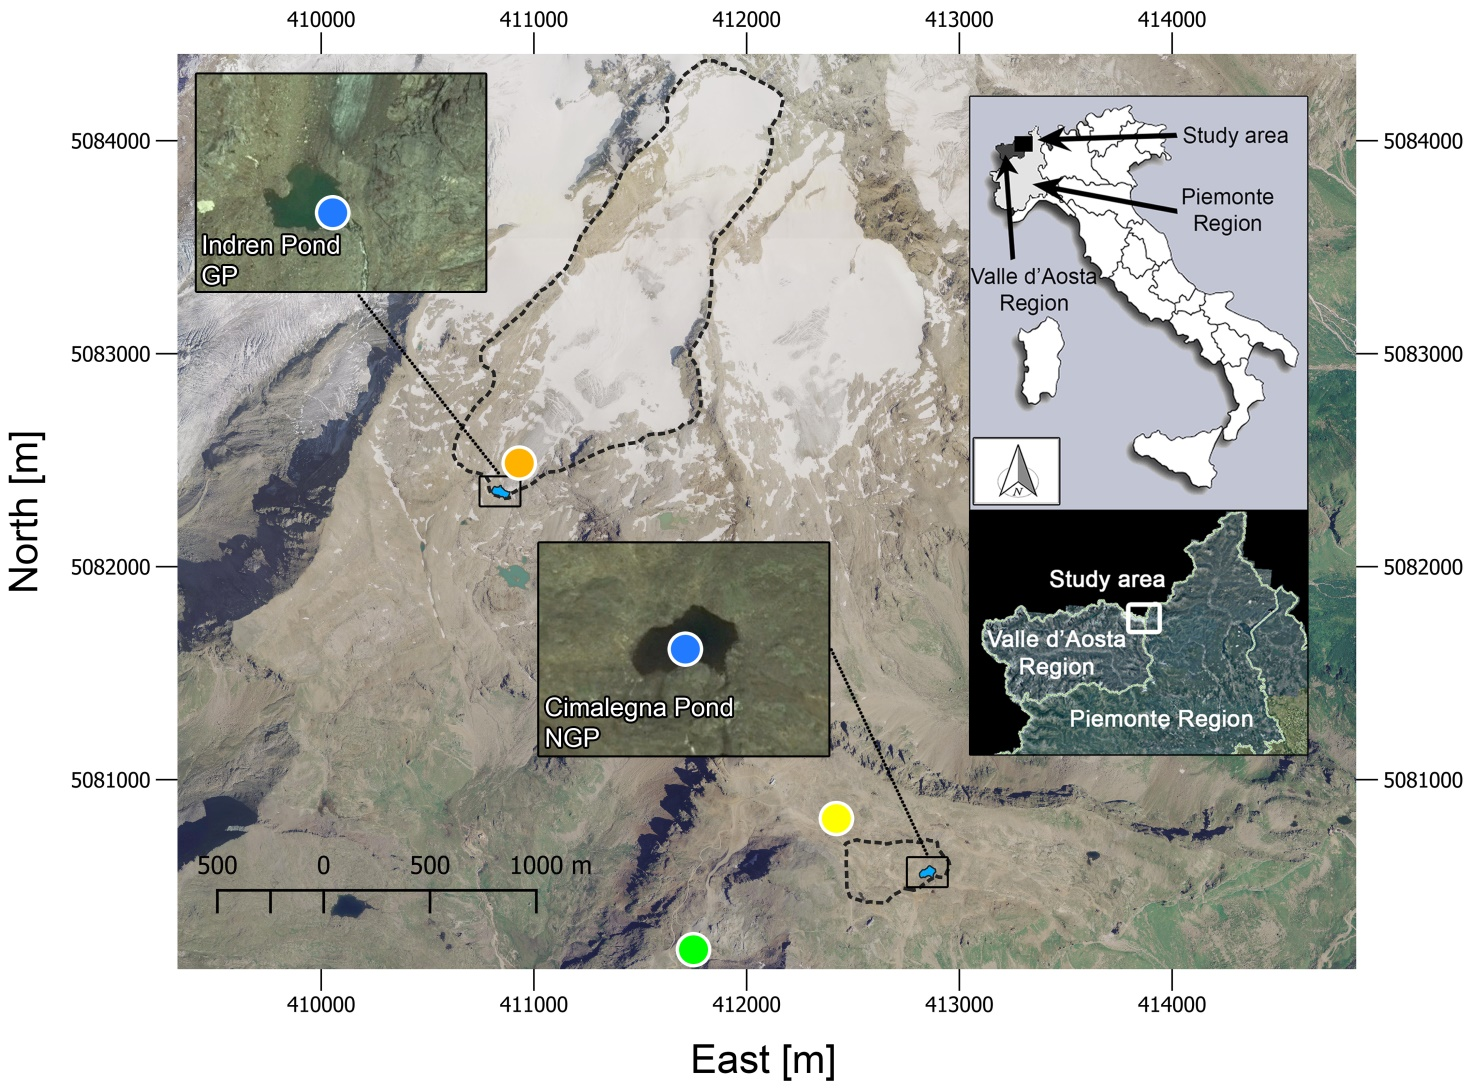 410000 411000 412000 413000 414000
5084000
5083000
5082000
5081000
North [m]
Indren Pond
GP
Cimalegna Pond
NGP
500 0 500 1000 m
Study area
Piemonte
Region
Valle d'Aosta
Region
N
Study area
Valle d'Aosta
Region
Piemonte Region
5084000
5083000
5082000
5081000
410000 411000 412000 413000 414000
East [m]